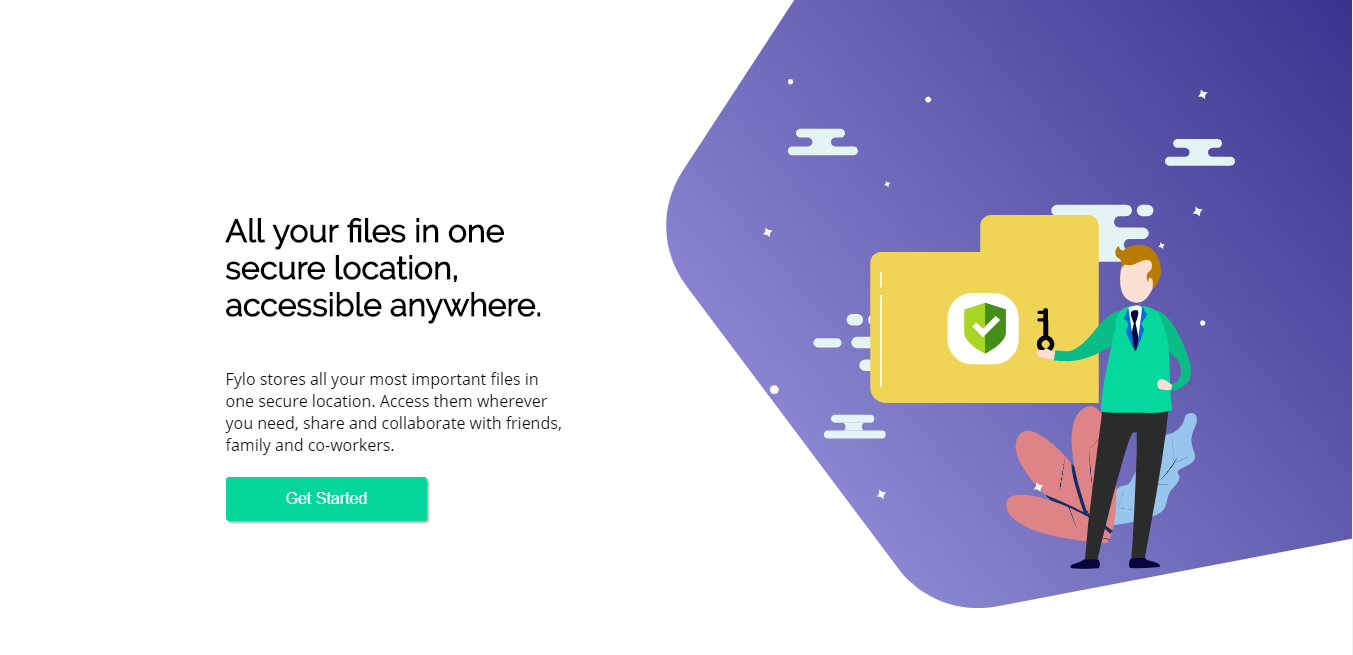 All your files in one
secure location,
accessible anywhere.
Fylo stores all your most important files in
one secure location. Access them wherever
you need, share and collaborate with friends,
family and co-workers.
Get Started